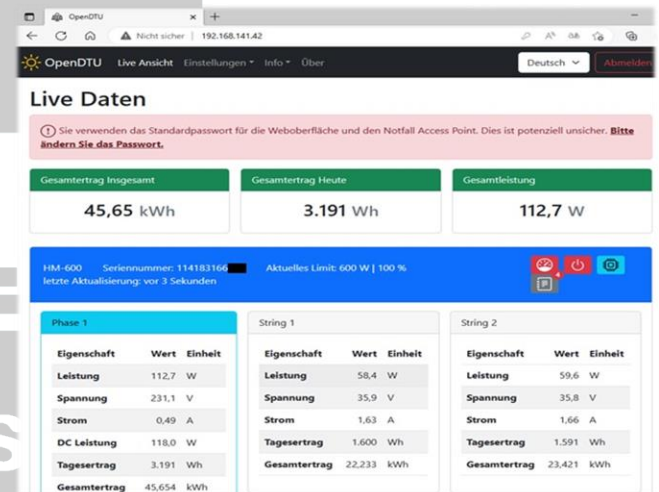 OpenDTU
Nicht sicher | 192.168.141.42
OpenDTU Live Ansicht Einstellungen Info Über Deutsch Abmelden
Live Daten
Sie verwenden das Standardpasswort für die Weboberfläche und den Notfall Access Point. Dies ist potenziell unsicher. Bitte
ändern Sie das Passwort.
Gesamtertrag Insgesamt Gesamtertrag Heute Gesamtleistung
45,65 kWh 3.191 Wh 112,7 W
HM-600 Seriennummer: 114183166 Aktuelles Limit: 600 W | 100 %
letzte Aktualisierung: vor 3 Sekunden
4
Phase 1
Eigenschaft Wert Einheit
Leistung 112,7 W
Spannung 231,1 V
Strom 0,49 A
DC Leistung 118,0 W
Tagesertrag 3.191 Wh
Gesamtertrag 45,654 kWh
String 1
Eigenschaft Wert Einheit
Leistung 58,4 W
Spannung 35,9 V
Strom 1,63 A
Tagesertrag 1.600 Wh
Gesamtertrag 22,233 kWh
String 2
Eigenschaft Wert Einheit
Leistung 59,6 W
Spannung 35,8 V
Strom 1,66 A
Tagesertrag 1.591 Wh
Gesamtertrag 23,421 kWh